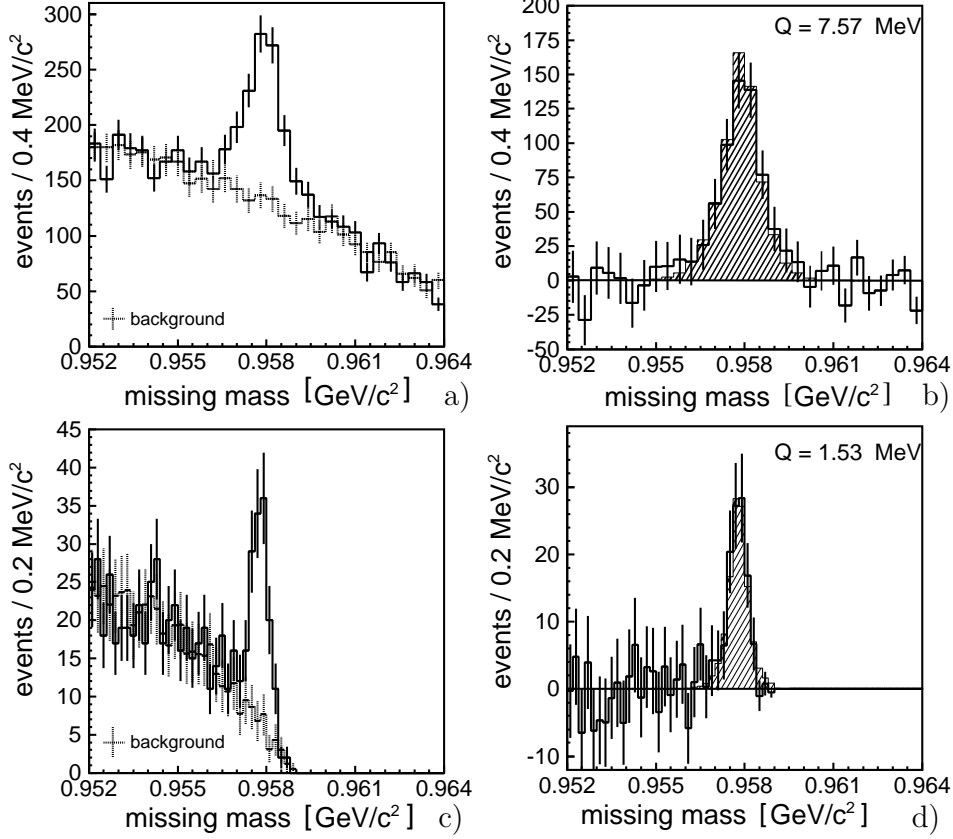 events / 0.4 MeV/c²
300
250
200
150
100
50
0
background
0.952 0.955 0.958 0.961 0.964
missing mass [GeV/c²] a)
events / 0.4 MeV/c²
200
175
150
125
100
75
50
25
0
-25
-50
Q = 7.57 MeV
0.952 0.955 0.958 0.961 0.964
missing mass [GeV/c²] b)
events / 0.2 MeV/c²
45
40
35
30
25
20
15
10
5
0
background
0.952 0.955 0.958 0.961 0.964
missing mass [GeV/c²] c)
events / 0.2 MeV/c²
30
20
10
0
-10
Q = 1.53 MeV
0.952 0.955 0.958 0.961 0.964
missing mass [GeV/c²] d)